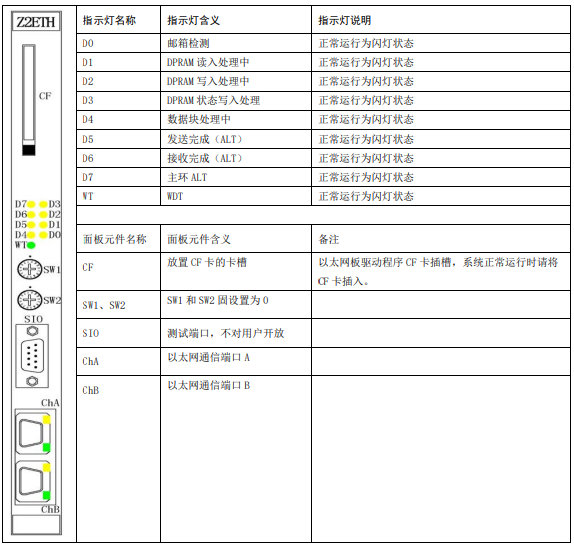 Z2ETH
CF
D7 D3
D6 D2
D5 D1
D4 D0
WT
SW1
SW2
SIO
ChA
ChB
指示灯名称 指示灯含义 指示灯说明
D0 邮箱检测 正常运行为闪灯状态
D1 DPRAM 读入处理中 正常运行为闪灯状态
D2 DPRAM 写入处理中 正常运行为闪灯状态
D3 DPRAM 状态写入处理 正常运行为闪灯状态
D4 数据块处理中 正常运行为闪灯状态
D5 发送完成（ALT） 正常运行为闪灯状态
D6 接收完成（ALT） 正常运行为闪灯状态
D7 主环 ALT 正常运行为闪灯状态
WT WDT 正常运行为闪灯状态
面板元件名称 面板元件含义 备注
CF 放置 CF 卡的卡槽 以太网板驱动程序 CF 卡插槽，系统正常运行时请将
CF 卡插入。
SW1、SW2 SW1 和 SW2 固设置为 0
SIO 测试端口，不对用户开放
ChA 以太网通信端口 A
ChB 以太网通信端口 B